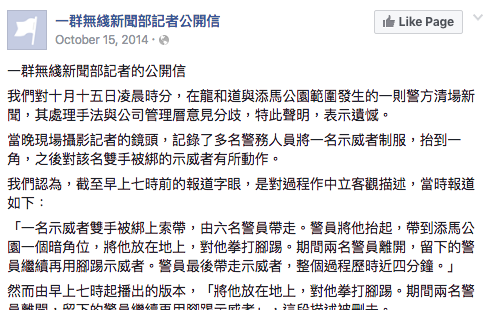 一群無綫新聞部記者公開信
October 15, 2014
Like Page
一群無綫新聞部記者的公開信
我們對十月十五日凌晨時分，在龍和道與添馬公園範圍發生的一則警方清場新
聞，其處理手法與公司管理層意見分歧，特此聲明，表示遺憾。
當晚現場攝影記者的鏡頭，記錄了多名警務人員將一名示威者制服，抬到一
角，之後對該名雙手被綁的示威者有所動作。
我們認為，截至早上七時前的報道字眼，是對過程作中立客觀描述，當時報道
如下：
「一名示威者雙手被綁上索帶，由六名警員帶走。警員將他抬起，帶到添馬公
園一個暗角位，將他放在地上，對他拳打腳踢。期間兩名警員離開，留下的警
員繼續再用腳踢示威者。警員最後帶走示威者，整個過程歷時近四分鐘。」
然而由早上七時起播出的版本，「將他放在地上，對他拳打腳踢。期間兩名警
員離開，留下的警員繼續再用腳踢示威者」，這段描述被刪去。